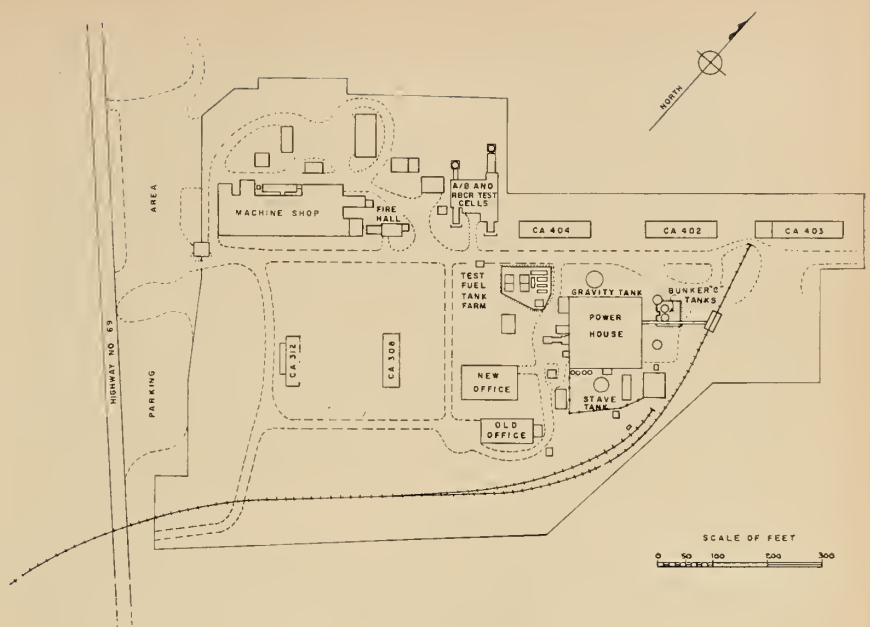 NORTH
HIGHWAY NO 69
PARKING
AREA
MACHINE SHOP
FIRE
HALL
A/B AND
RBCR TEST
CELLS
CA 404
CA 402
CA 403
TEST
FUEL
TANK
FARM
GRAVITY TANK
BUNKER "C"
TANKS
POWER
HOUSE
CA 312
CA 308
NEW
OFFICE
STAVE
TANK
OLD
OFFICE
SCALE OF FEET
0 50 100 200 300